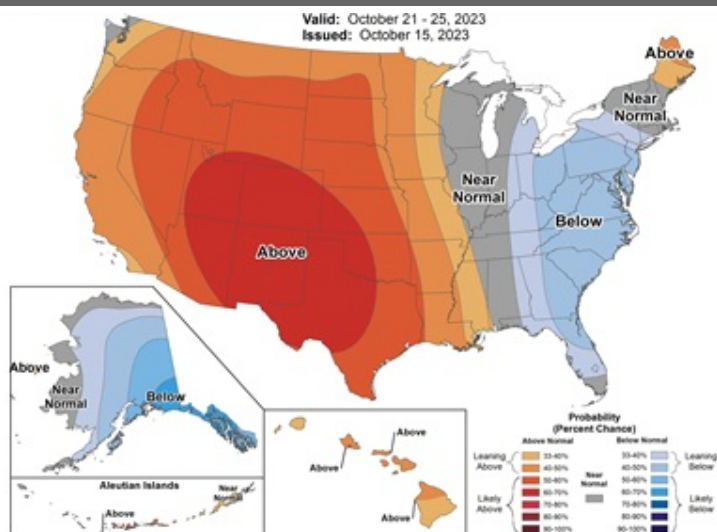 Valid: October 21 - 25, 2023
Issued: October 15, 2023
Above
Near
Normal
Near
Normal
Below
Above
Above
Near
Normal
Below
Aleutian Islands
Near
Normal
Above
Above
Above
Above
Probability
(Percent Chance)
Above Normal
Below Normal
Leaning
Above
33-40%
33-40%
Leaning
Below
40-50%
40-50%
50-60%
50-60%
Near
Normal
60-70%
60-70%
Likely
Above
70-80%
70-80%
Likely
Below
80-90%
80-90%
90-100%
90-100%